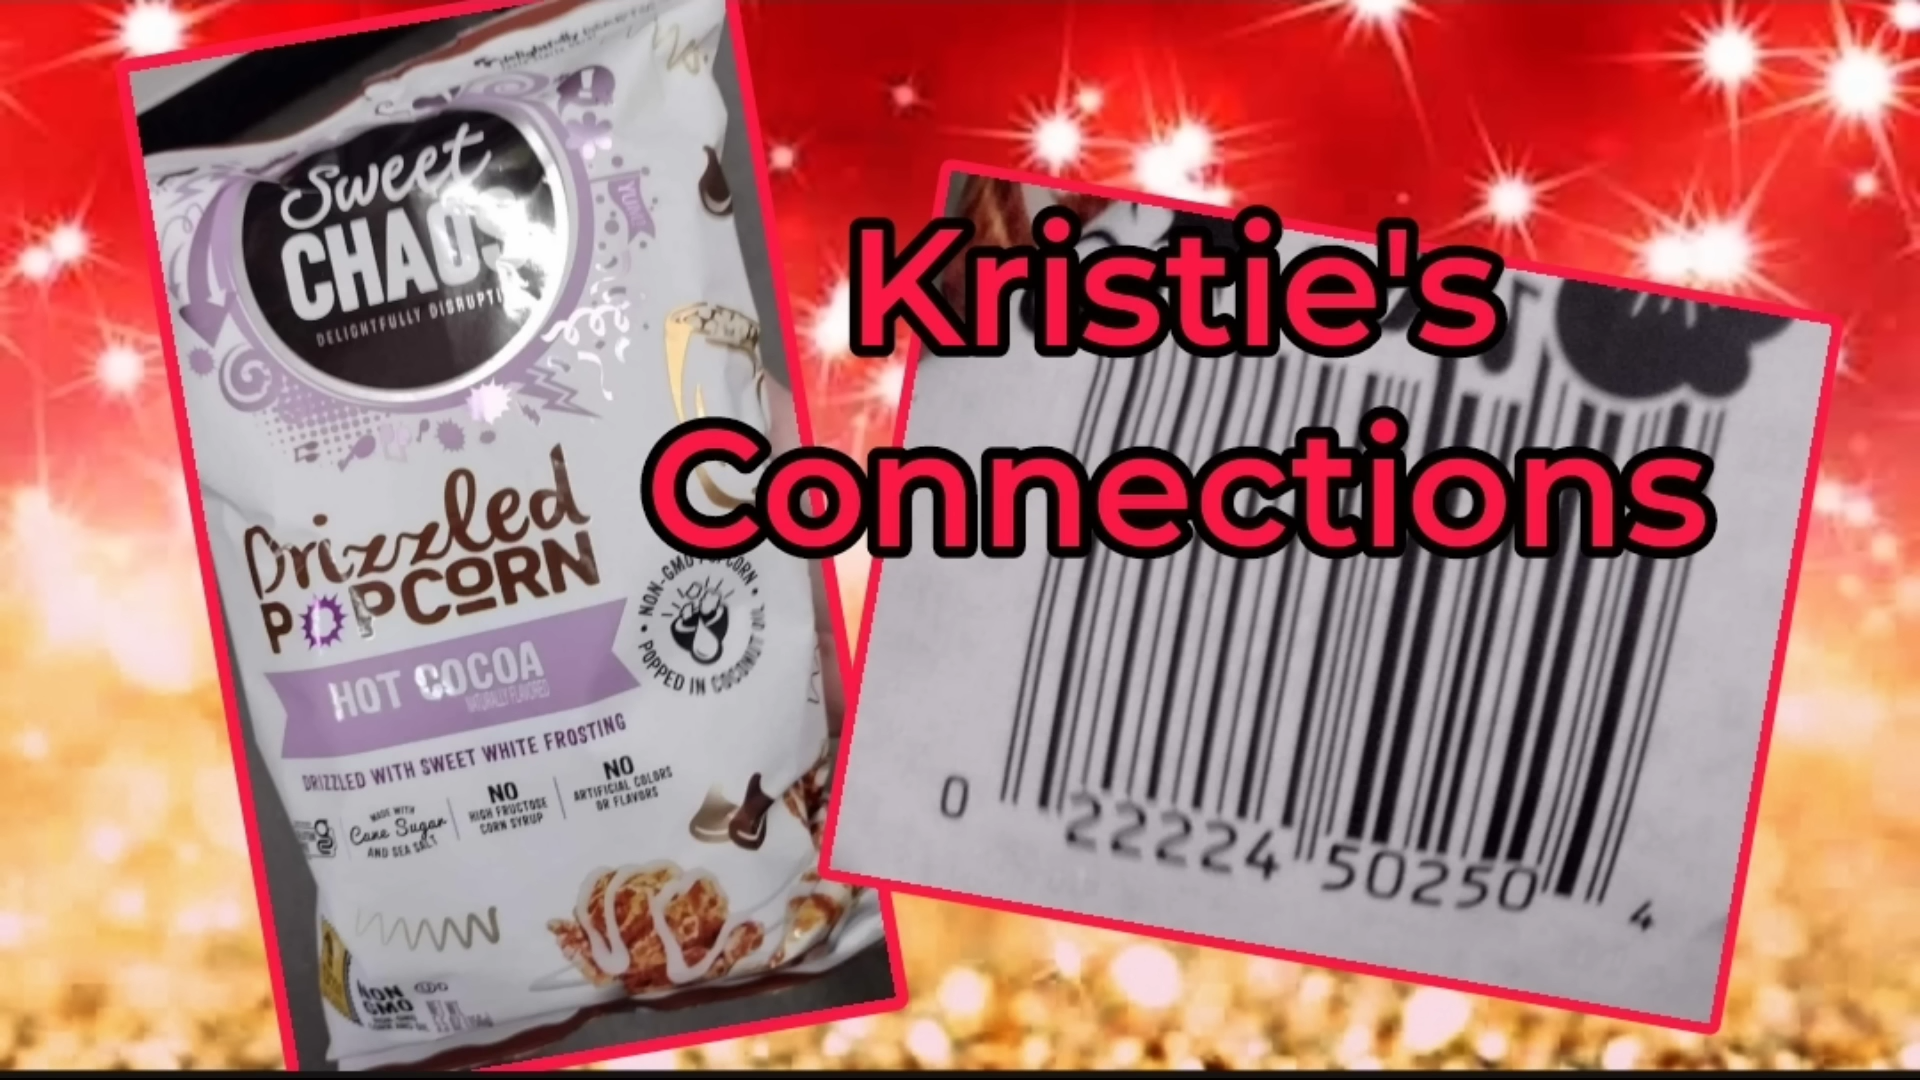 Kristie's
Connections
Sweet
CHAOS
DELIGHTFULLY
YUM!
Drizzled
POPCORN
HOT COCOA
NATURALLY FLAVORED
DRIZZLED WITH SWEET WHITE FROSTING
NON-GMO POPCORN • POPPED IN COCONUT OIL •
MADE WITH
Cane Sugar
AND SEA SALT
NO
HIGH FRUCTOSE
CORN SYRUP
NO
ARTIFICIAL COLORS
OR FLAVORS
NON
GMO
0 22224 50250 4